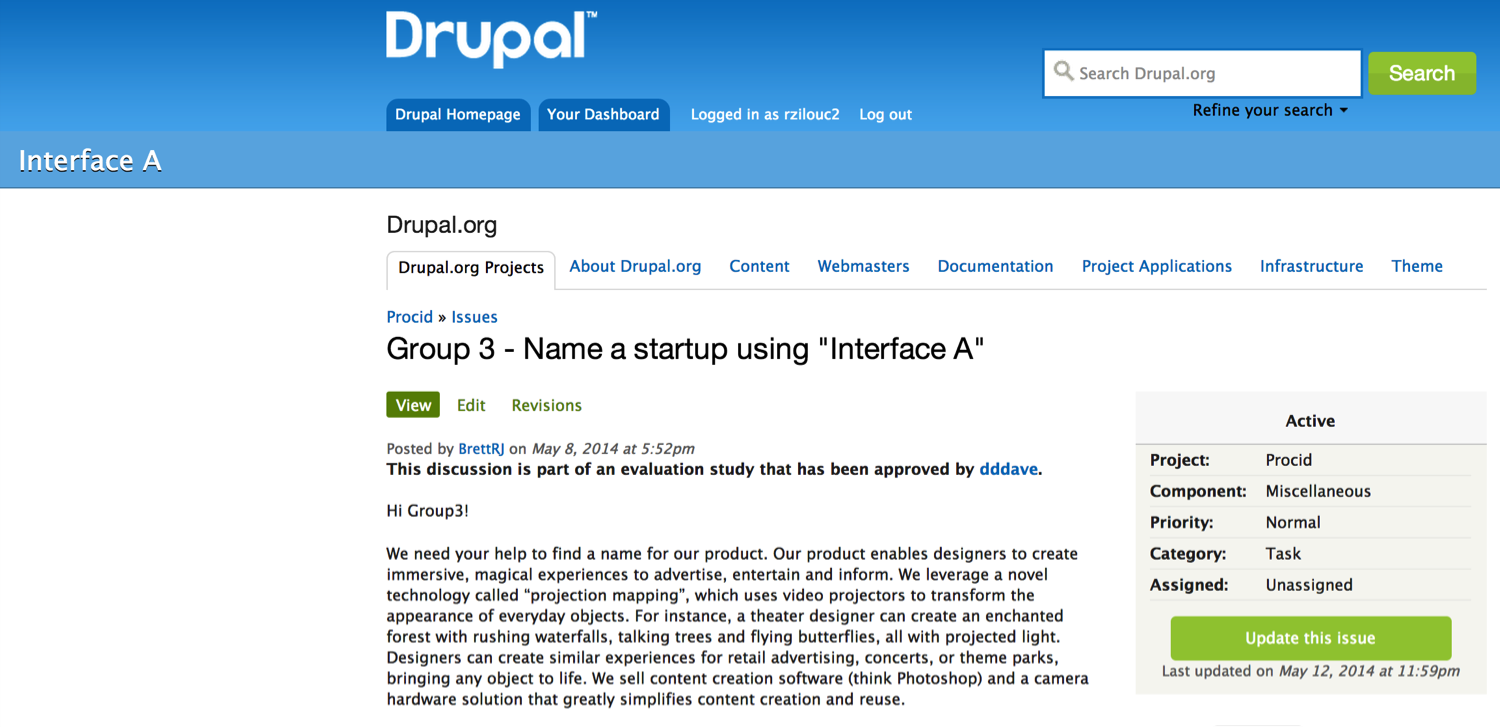 Drupal™
Search Drupal.org
Search
Refine your search
Drupal Homepage
Your Dashboard
Logged in as rzilouc2
Log out
Interface A
Drupal.org
Drupal.org Projects
About Drupal.org
Content
Webmasters
Documentation
Project Applications
Infrastructure
Theme
Procid » Issues
Group 3 - Name a startup using "Interface A"
View
Edit
Revisions
Posted by BrettRJ on May 8, 2014 at 5:52pm
This discussion is part of an evaluation study that has been approved by dddave.
Hi Group3!
We need your help to find a name for our product. Our product enables designers to create
immersive, magical experiences to advertise, entertain and inform. We leverage a novel
technology called “projection mapping”, which uses video projectors to transform the
appearance of everyday objects. For instance, a theater designer can create an enchanted
forest with rushing waterfalls, talking trees and flying butterflies, all with projected light.
Designers can create similar experiences for retail advertising, concerts, or theme parks,
bringing any object to life. We sell content creation software (think Photoshop) and a camera
hardware solution that greatly simplifies content creation and reuse.
Active
Project: Procid
Component: Miscellaneous
Priority: Normal
Category: Task
Assigned: Unassigned
Update this issue
Last updated on May 12, 2014 at 11:59pm